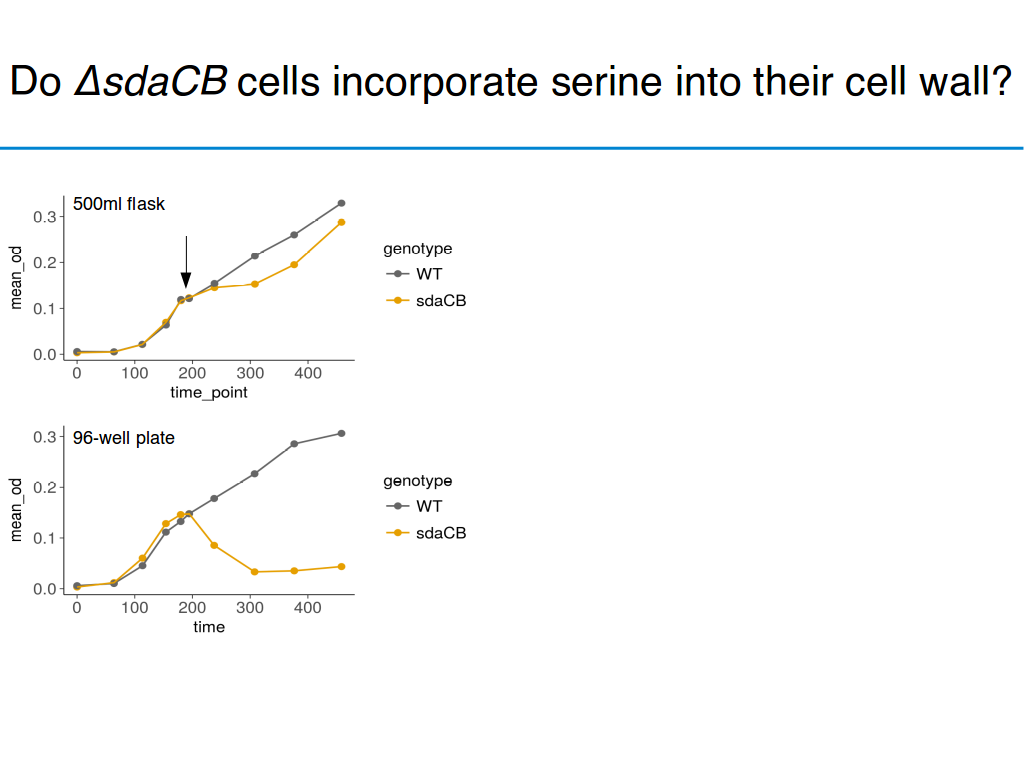 Do ΔsdaCB cells incorporate serine into their cell wall?
500ml flask
0.3
0.2
0.1
0.0
mean_od
0 100 200 300 400
time_point
genotype
WT
sdaCB
96-well plate
0.3
0.2
0.1
0.0
mean_od
0 100 200 300 400
time
genotype
WT
sdaCB